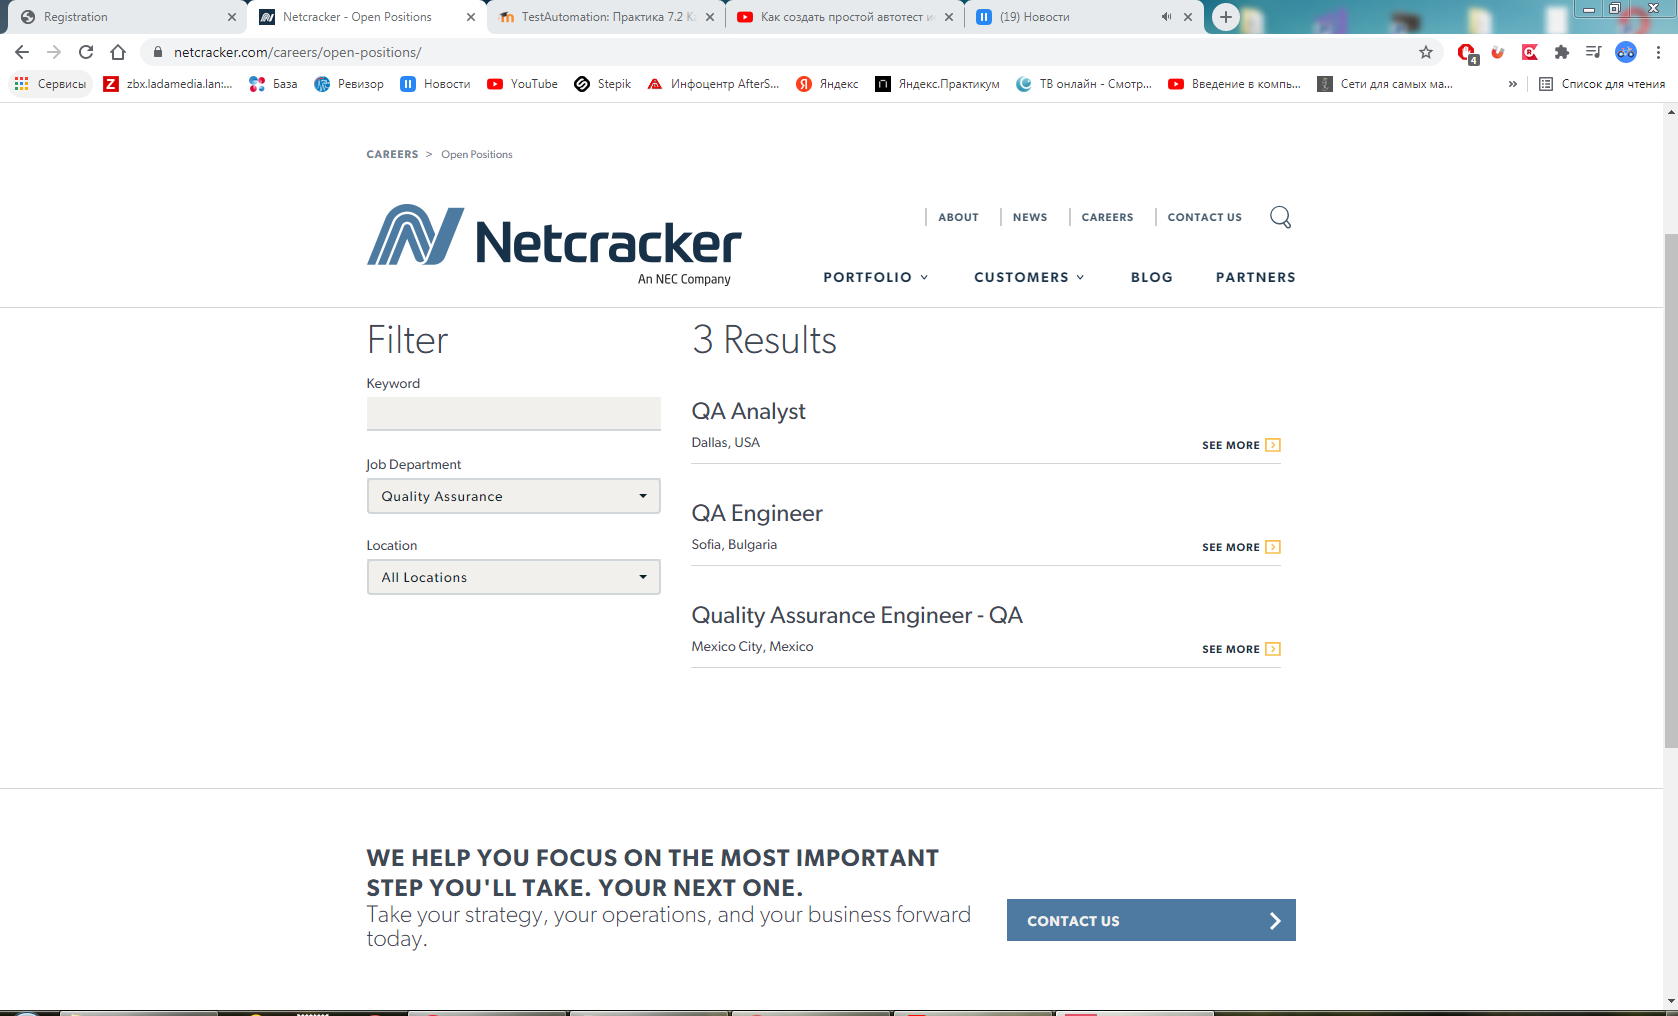 Registration
Netcracker - Open Positions
TestAutomation: Практика 7.2 К
Как создать простой автотест
(19) Новости
netcracker.com/careers/open-positions/
4
Сервисы
zbx.ladamedia.lan:...
База
Ревизор
Новости
YouTube
Stepik
Инфоцентр AfterS...
Яндекс
Яндекс.Практикум
ТВ онлайн - Смотр...
Введение в компь...
Сети для самых ма...
»
Список для чтения
CAREERS > Open Positions
Netcracker
An NEC Company
ABOUT
NEWS
CAREERS
CONTACT US
PORTFOLIO
CUSTOMERS
BLOG
PARTNERS
Filter
Keyword
Job Department
Quality Assurance
Location
All Locations
3 Results
QA Analyst
Dallas, USA
SEE MORE
QA Engineer
Sofia, Bulgaria
SEE MORE
Quality Assurance Engineer - QA
Mexico City, Mexico
SEE MORE
WE HELP YOU FOCUS ON THE MOST IMPORTANT
STEP YOU'LL TAKE. YOUR NEXT ONE.
Take your strategy, your operations, and your business forward
today.
CONTACT US